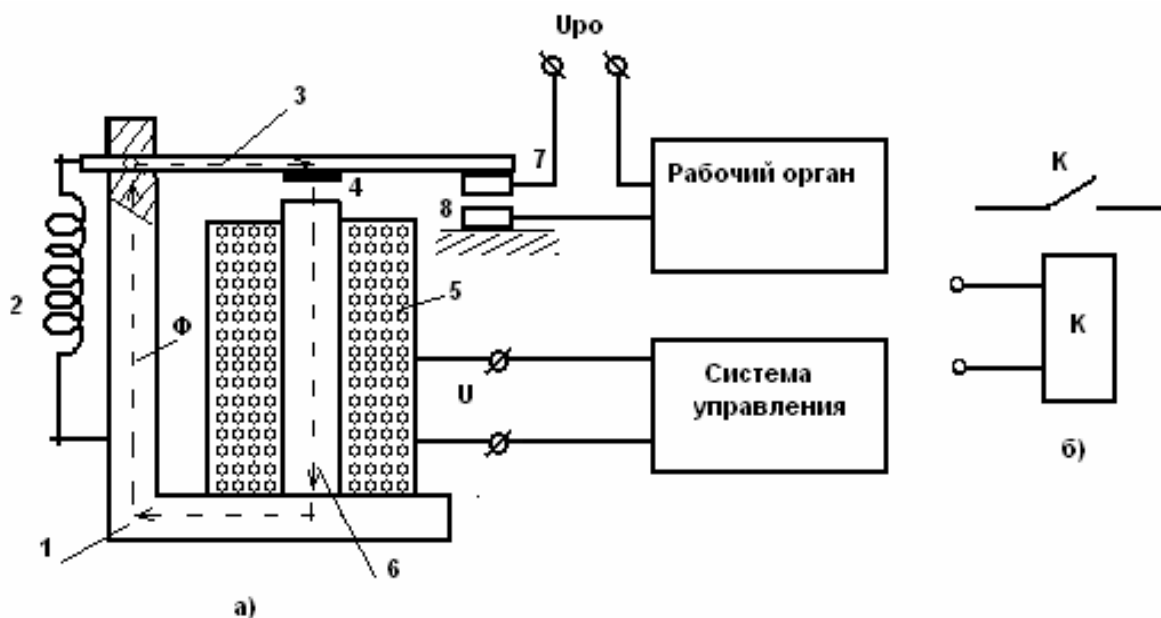 Upo
3
7
Рабочий орган
К
4
8
2
5
Ф
К
U
Система
управления
б)
1
6
а)